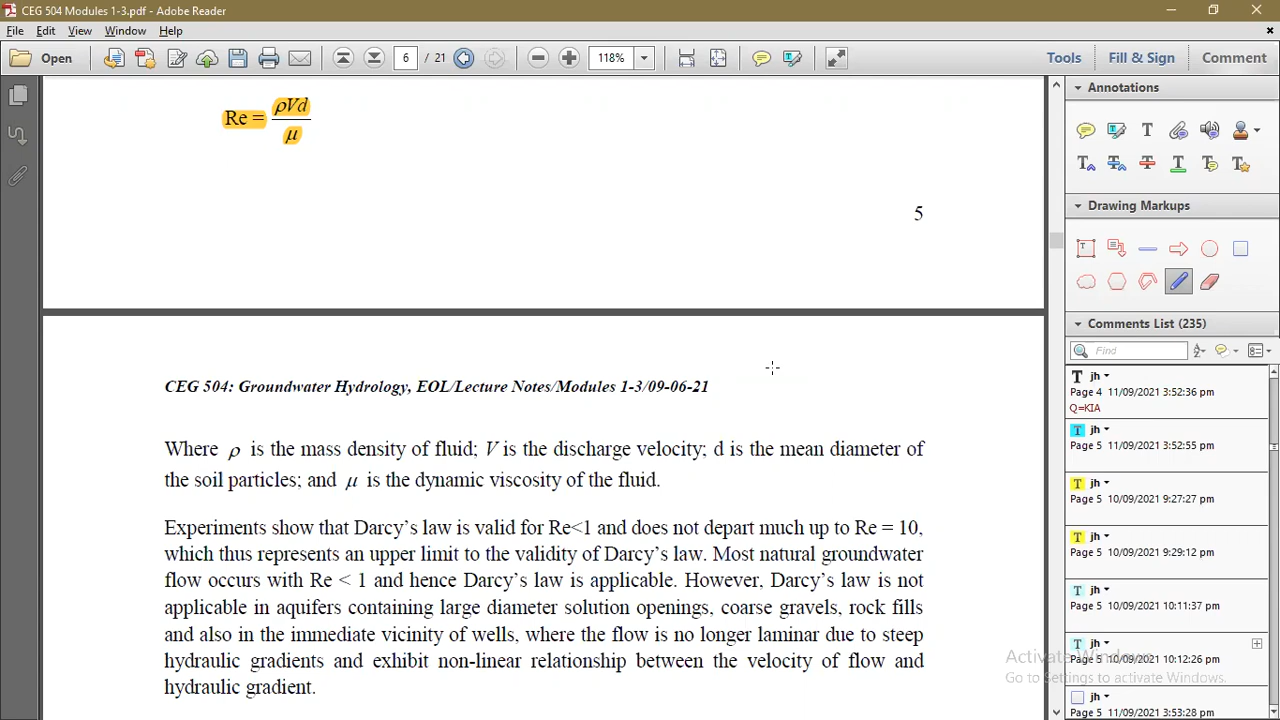 CEG 504 Modules 1-3.pdf - Adobe Reader
File Edit View Window Help
Open 6 / 21 118% Tools Fill & Sign Comment
Re = ρVd
μ
5
CEG 504: Groundwater Hydrology, EOL/Lecture Notes/Modules 1-3/09-06-21
Where ρ is the mass density of fluid; V is the discharge velocity; d is the mean diameter of
the soil particles; and μ is the dynamic viscosity of the fluid.
Experiments show that Darcy's law is valid for Re<1 and does not depart much up to Re = 10,
which thus represents an upper limit to the validity of Darcy's law. Most natural groundwater
flow occurs with Re < 1 and hence Darcy's law is applicable. However, Darcy's law is not
applicable in aquifers containing large diameter solution openings, coarse gravels, rock fills
and also in the immediate vicinity of wells, where the flow is no longer laminar due to steep
hydraulic gradients and exhibit non-linear relationship between the velocity of flow and
hydraulic gradient.
Annotations
Drawing Markups
Comments List (235)
Find
jh
Page 4 11/09/2021 3:52:36 pm
Q=KIA
jh
Page 5 11/09/2021 3:52:55 pm
jh
Page 5 10/09/2021 9:27:27 pm
jh
Page 5 10/09/2021 9:29:12 pm
jh
Page 5 10/09/2021 10:11:37 pm
jh
Page 5 10/09/2021 10:12:26 pm
jh
Page 5 11/09/2021 3:53:28 pm
Activate Windows
Go to Settings to activate Windows.